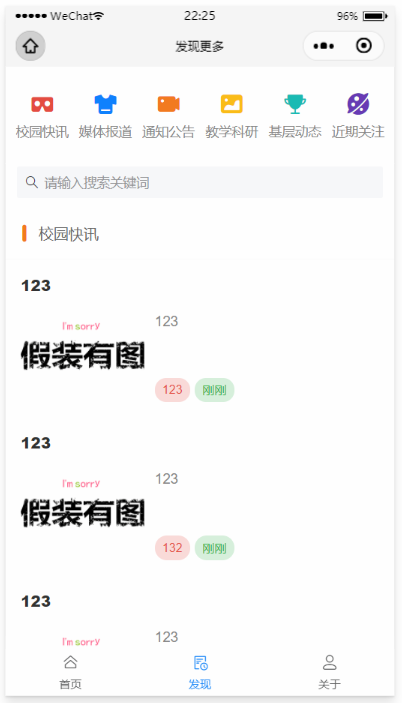 WeChat 22:25 96%
发现更多
校园快讯 媒体报道 通知公告 教学科研 基层动态 近期关注
请输入搜索关键词
校园快讯
123
I'm sorry 123
假装有图
123 刚刚
123
I'm sorry 123
假装有图
132 刚刚
123
I'm sorry 123
首页 发现 关于